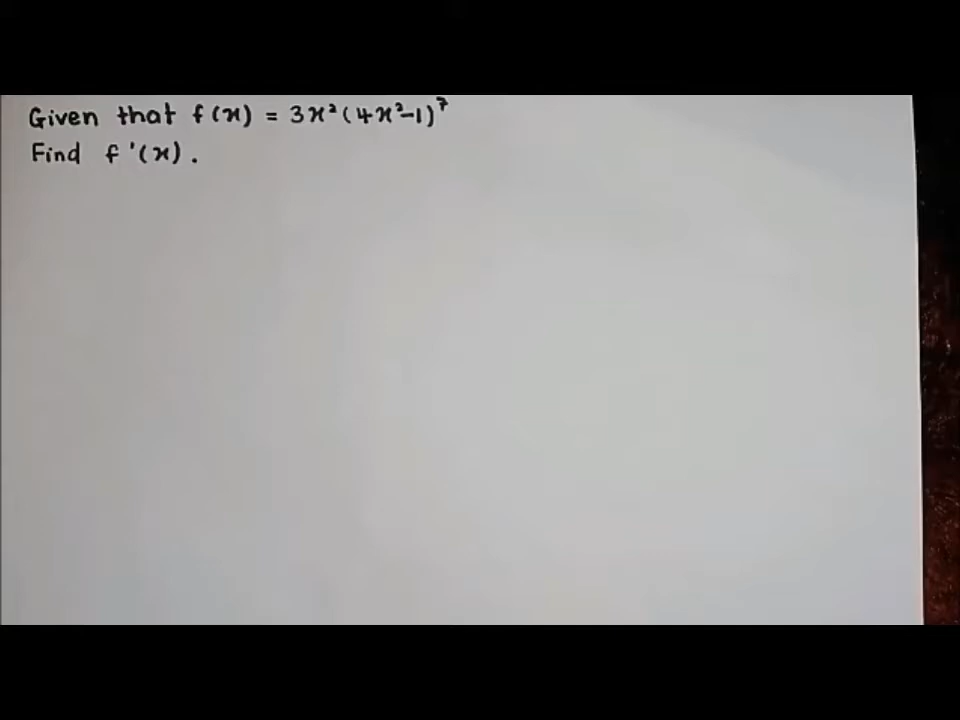 Given that f(x) = 3x²(4x²-1)⁷
Find f'(x).